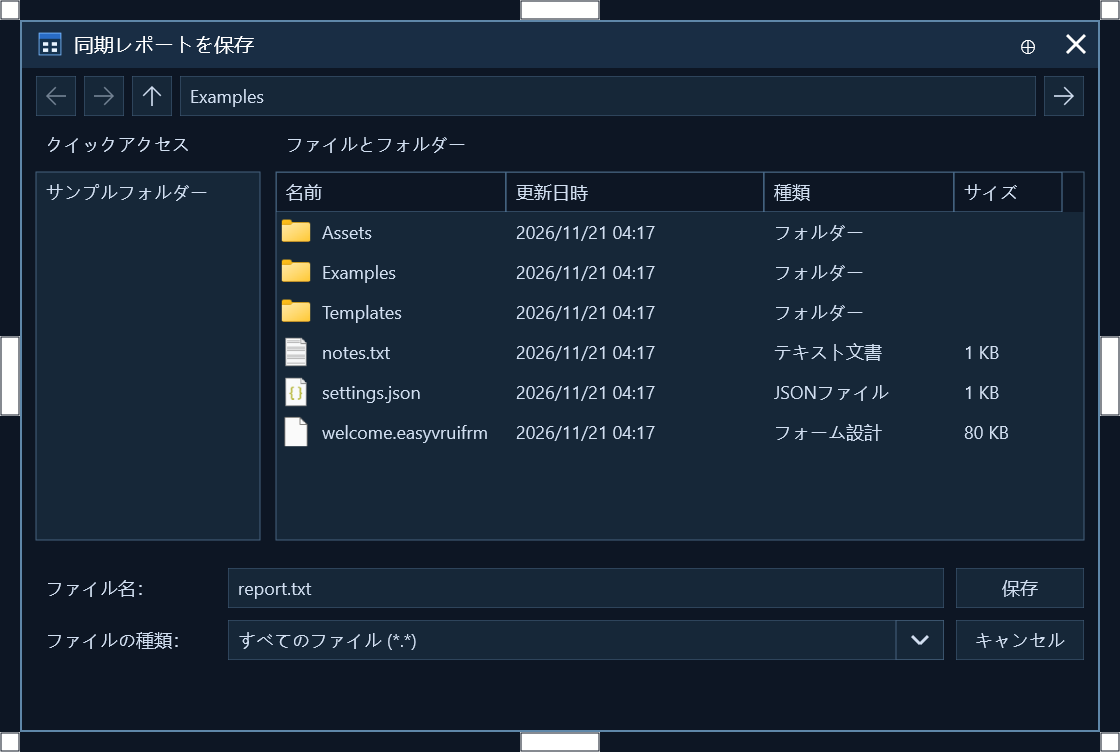 同期レポートを保存
Examples
クイックアクセス
ファイルとフォルダー
サンプルフォルダー
名前 更新日時 種類 サイズ
Assets 2026/11/21 04:17 フォルダー
Examples 2026/11/21 04:17 フォルダー
Templates 2026/11/21 04:17 フォルダー
notes.txt 2026/11/21 04:17 テキスト文書 1 KB
settings.json 2026/11/21 04:17 JSONファイル 1 KB
welcome.easyvruifrm 2026/11/21 04:17 フォーム設計 80 KB
ファイル名: report.txt 保存
ファイルの種類: すべてのファイル (*.*) キャンセル